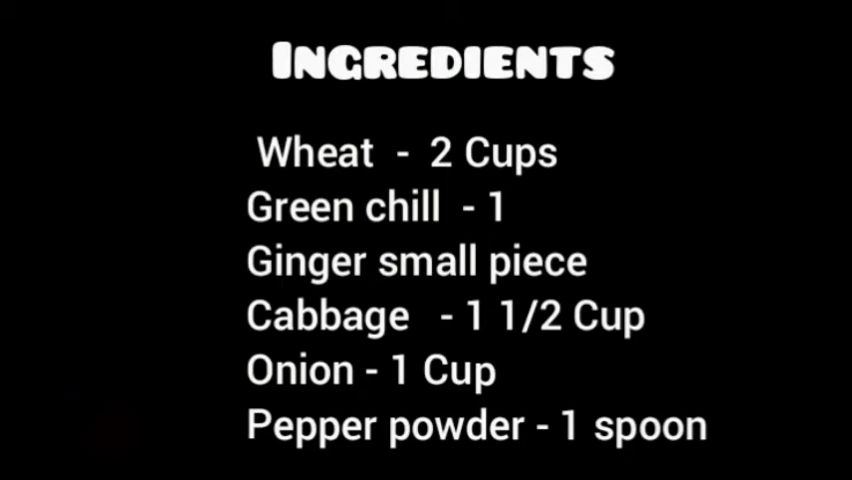 INGREDIENTS
Wheat - 2 Cups
Green chill - 1
Ginger small piece
Cabbage - 1 1/2 Cup
Onion - 1 Cup
Pepper powder - 1 spoon